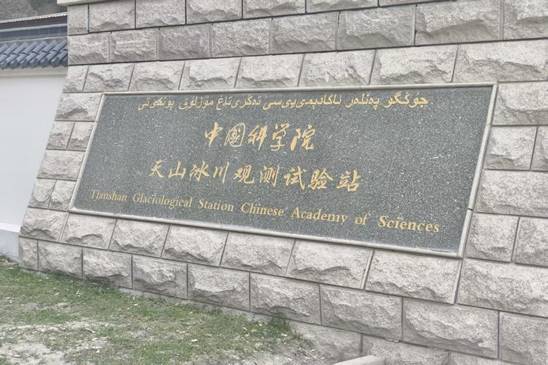 جۇڭگو پەنلەر ئاكادېمىيىسى تەڭرىتاغ مۇزلۇق پونكىتى
中国科学院
天山冰川观测试验站
Tianshan Glaciological Station Chinese Academy of Sciences